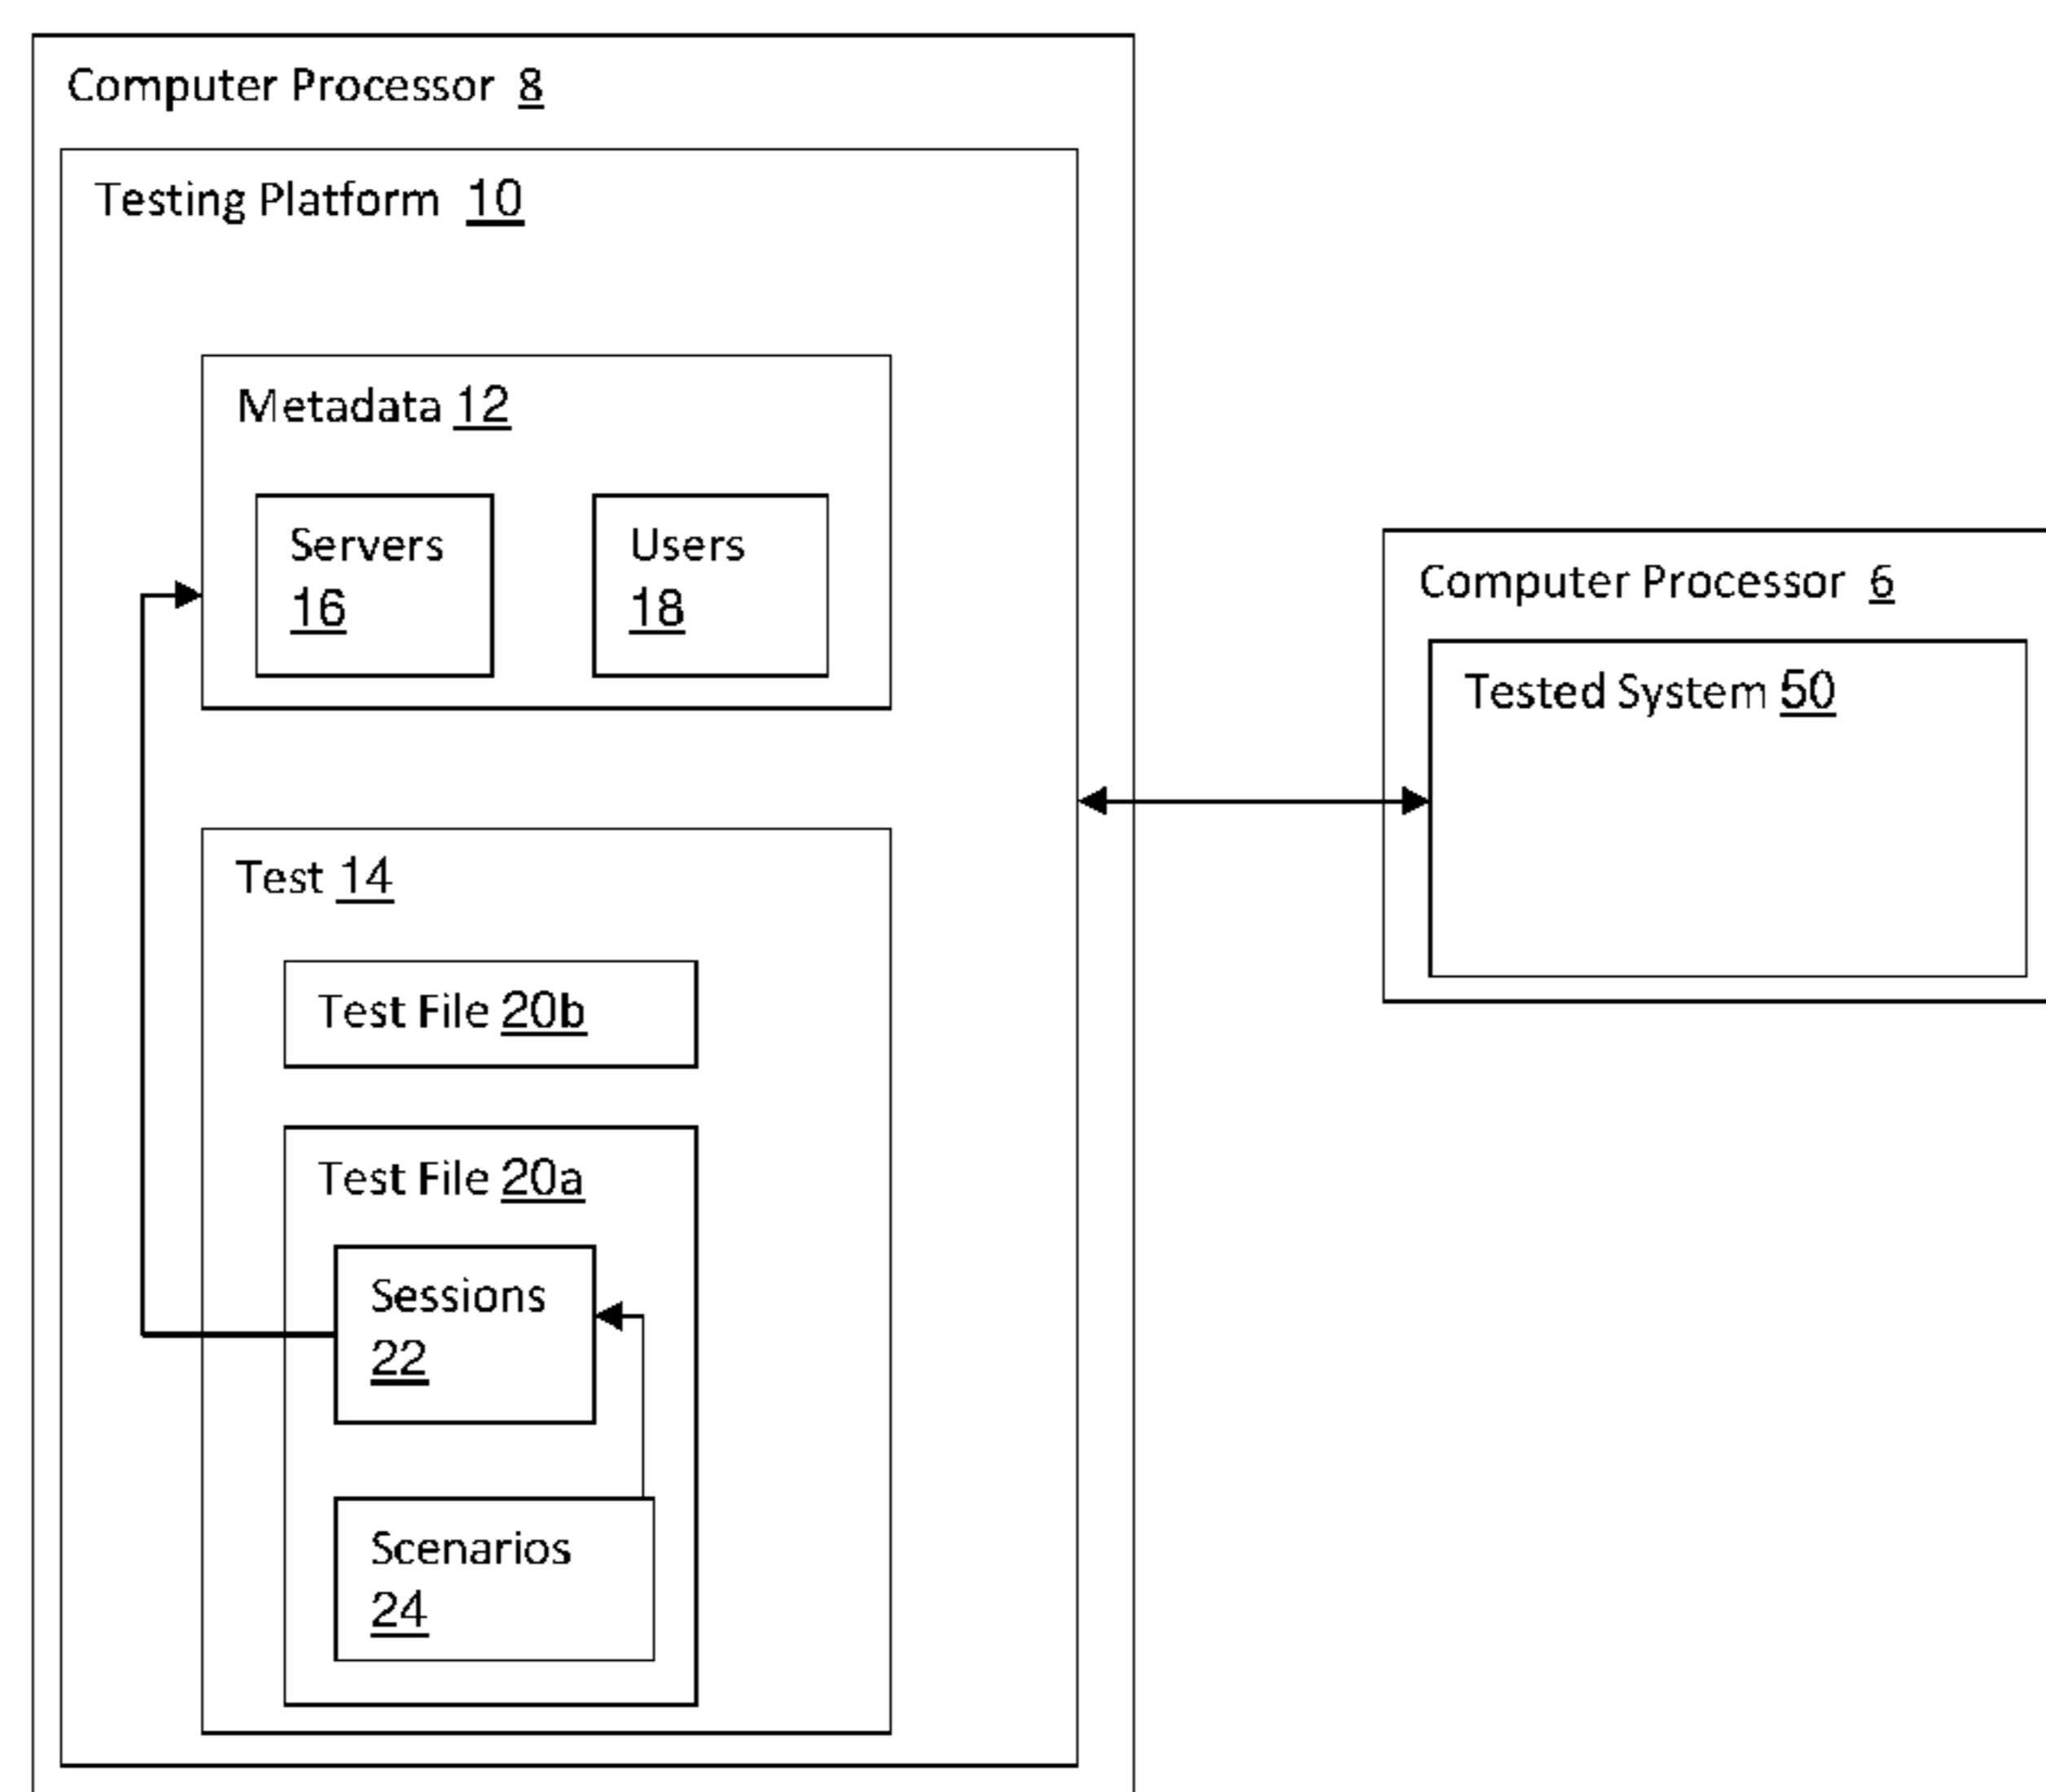 Computer Processor 8
Testing Platform 10
Metadata 12
Servers
16
Users
18
Test 14
Test File 20b
Test File 20a
Sessions
22
Scenarios
24
Computer Processor 6
Tested System 50